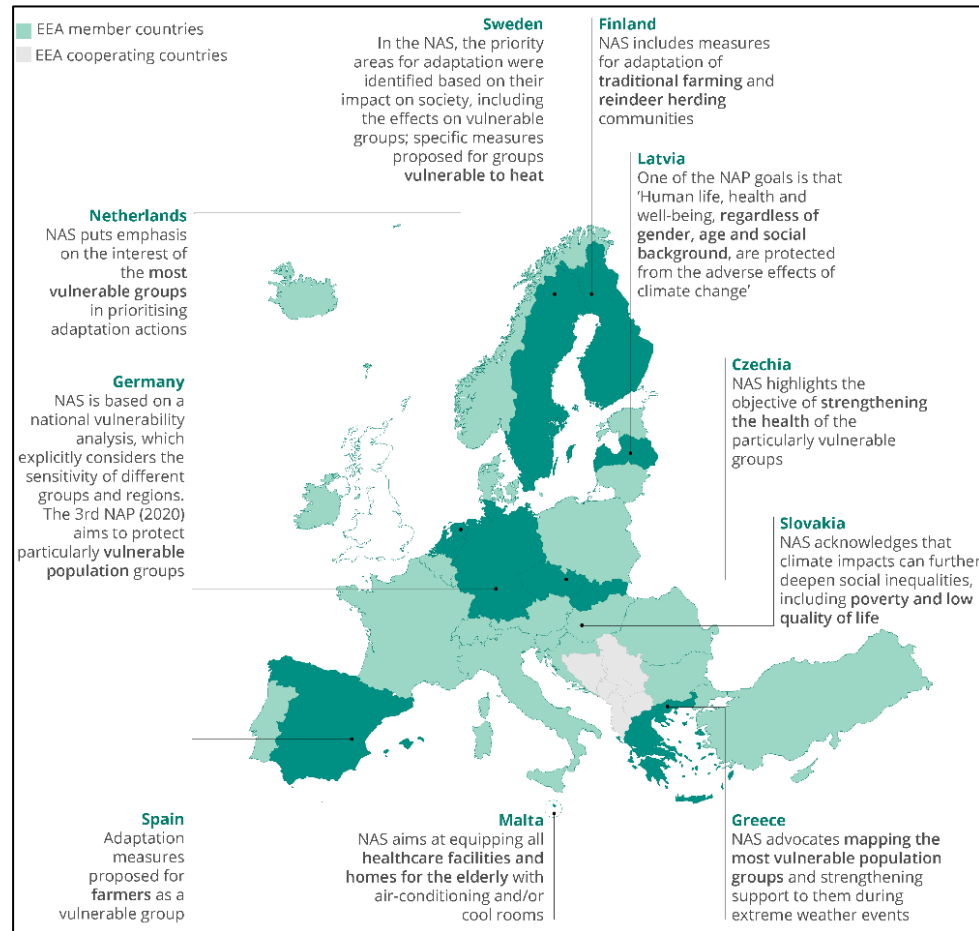 EEA member countries
EEA cooperating countries
Sweden
In the NAS, the priority
areas for adaptation were
identified based on their
impact on society, including
the effects on vulnerable
groups; specific measures
proposed for groups
vulnerable to heat
Finland
NAS includes measures
for adaptation of
traditional farming and
reindeer herding
communities
Latvia
One of the NAP goals is that
‘Human life, health and
well-being, regardless of
gender, age and social
background, are protected
from the adverse effects of
climate change’
Netherlands
NAS puts emphasis
on the interest of
the most
vulnerable groups
in prioritising
adaptation actions
Germany
NAS is based on a
national vulnerability
analysis, which
explicitly considers the
sensitivity of different
groups and regions.
The 3rd NAP (2020)
aims to protect
particularly vulnerable
population groups
Czechia
NAS highlights the
objective of strengthening
the health of the
particularly vulnerable
groups
Slovakia
NAS acknowledges that
climate impacts can further
deepen social inequalities,
including poverty and low
quality of life
Spain
Adaptation
measures
proposed for
farmers as a
vulnerable group
Malta
NAS aims at equipping all
healthcare facilities and
homes for the elderly with
air-conditioning and/or
cool rooms
Greece
NAS advocates mapping the
most vulnerable population
groups and strengthening
support to them during
extreme weather events